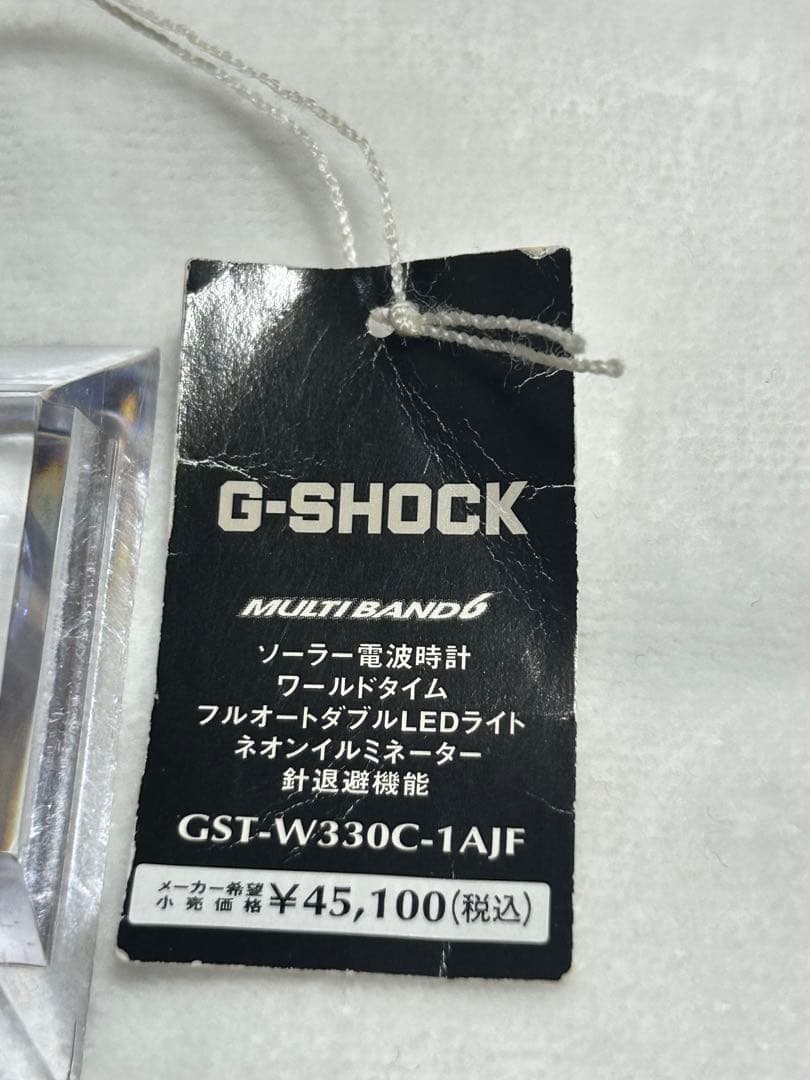 G-SHOCK
MULTI BAND 6
ソーラー電波時計
ワールドタイム
フルオートダブルLEDライト
ネオンイルミネーター
針退避機能
GST-W330C-1AJF
メーカー希望
小売価格 ¥45,100(税込)